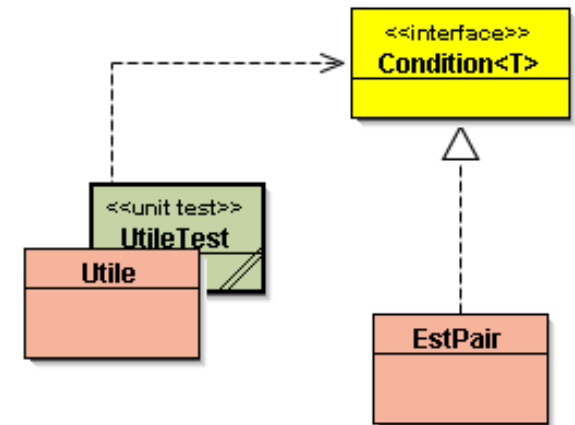 <<interface>>
Condition<T>
<<unit test>>
UtileTest
Utile
EstPair